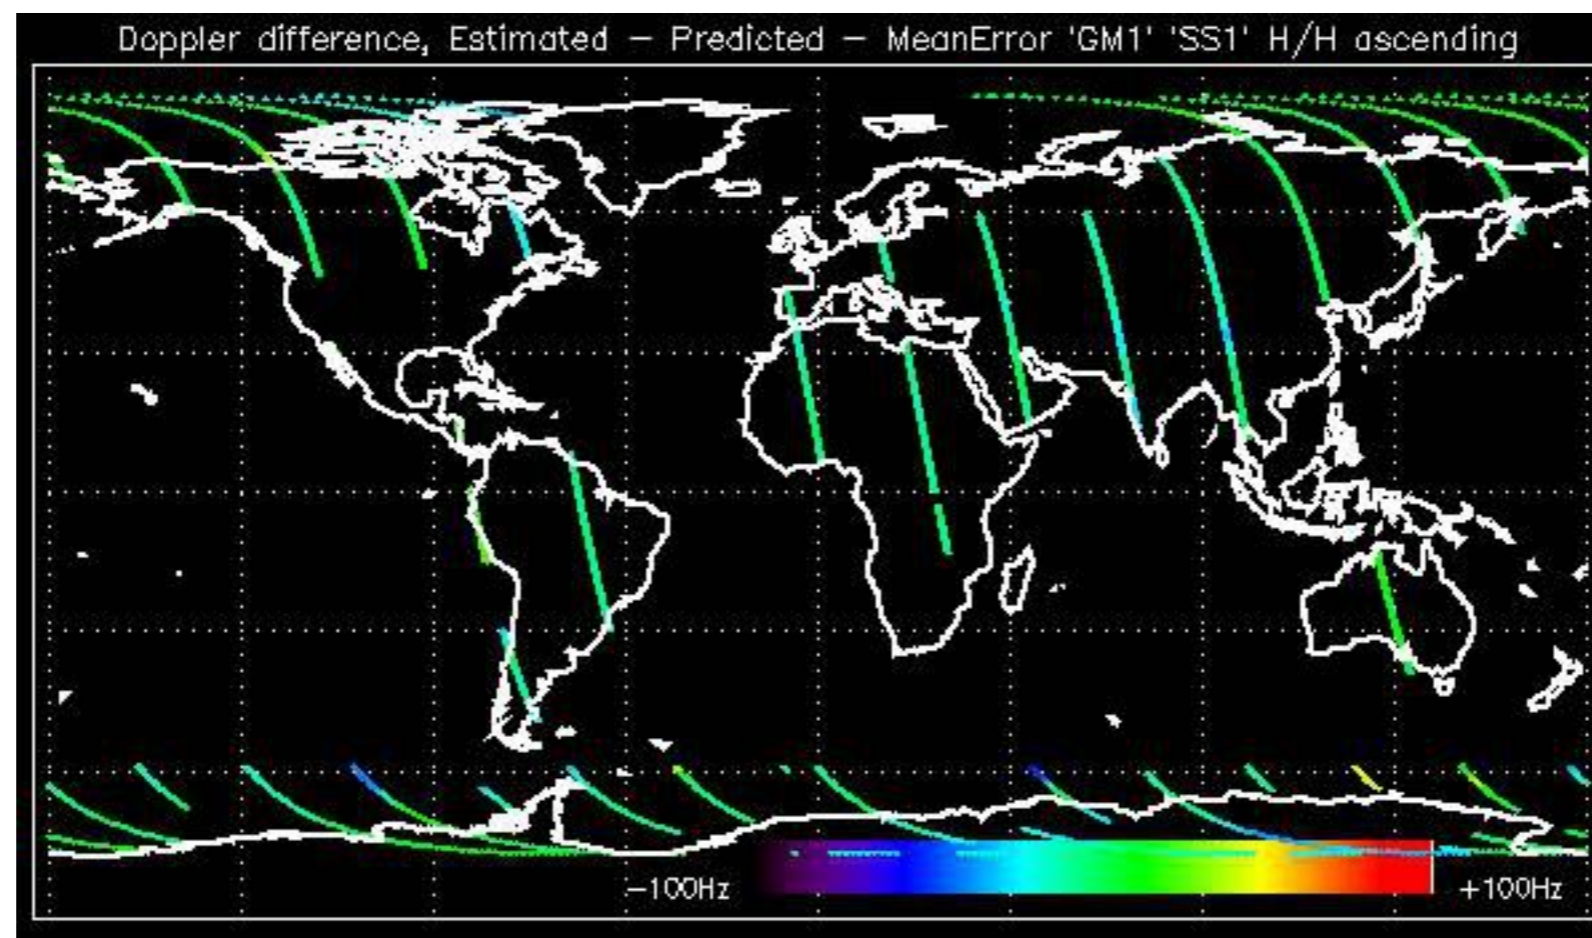 Doppler difference, Estimated — Predicted — MeanError 'GM1' 'SS1' H/H ascending
—100Hz
+100Hz